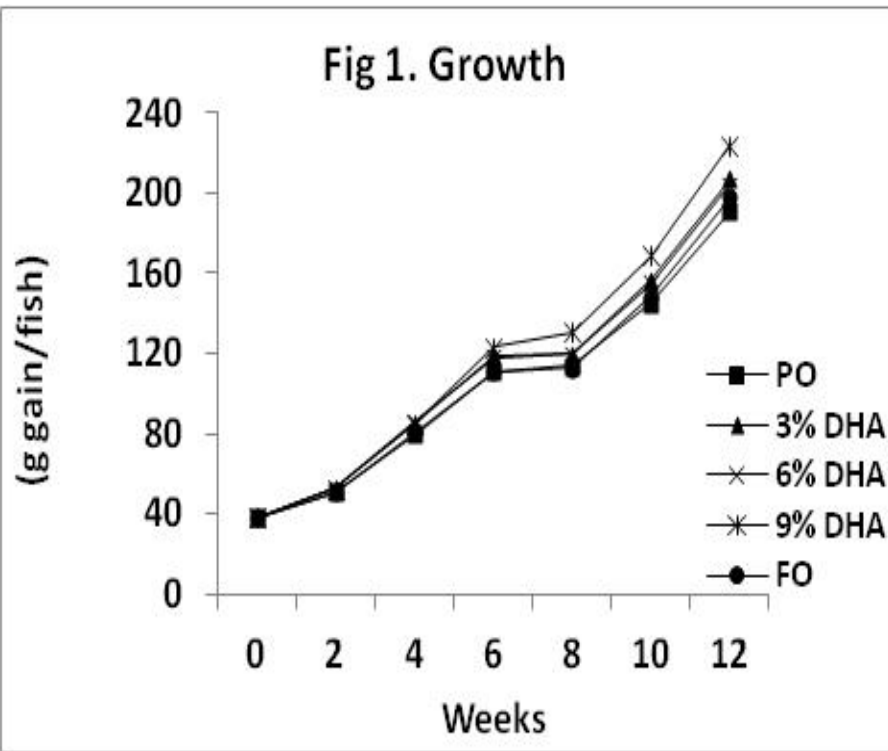 Fig 1. Growth
240
200
160
120
80
40
0
(g gain/fish)
0 2 4 6 8 10 12
Weeks
PO
3% DHA
6% DHA
9% DHA
FO